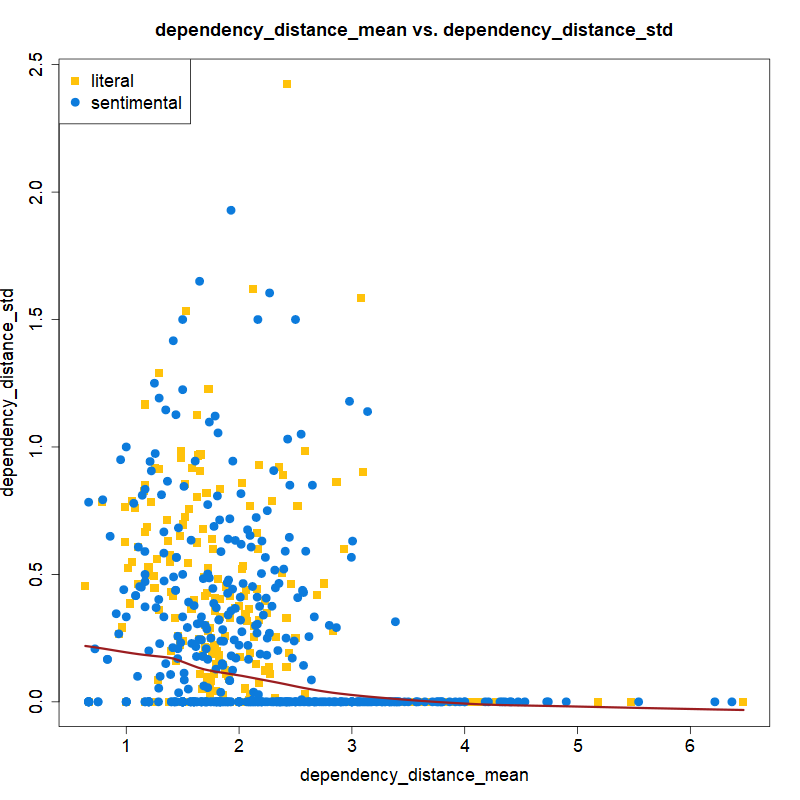 dependency_distance_mean vs. dependency_distance_std
literal
sentimental
dependency_distance_std
2.5
2.0
1.5
1.0
0.5
0.0
1 2 3 4 5 6
dependency_distance_mean